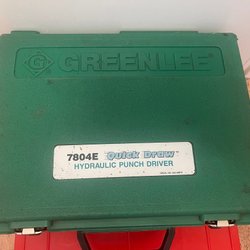 GREENLEE
7804E Quick Draw
HYDRAULIC PUNCH DRIVER